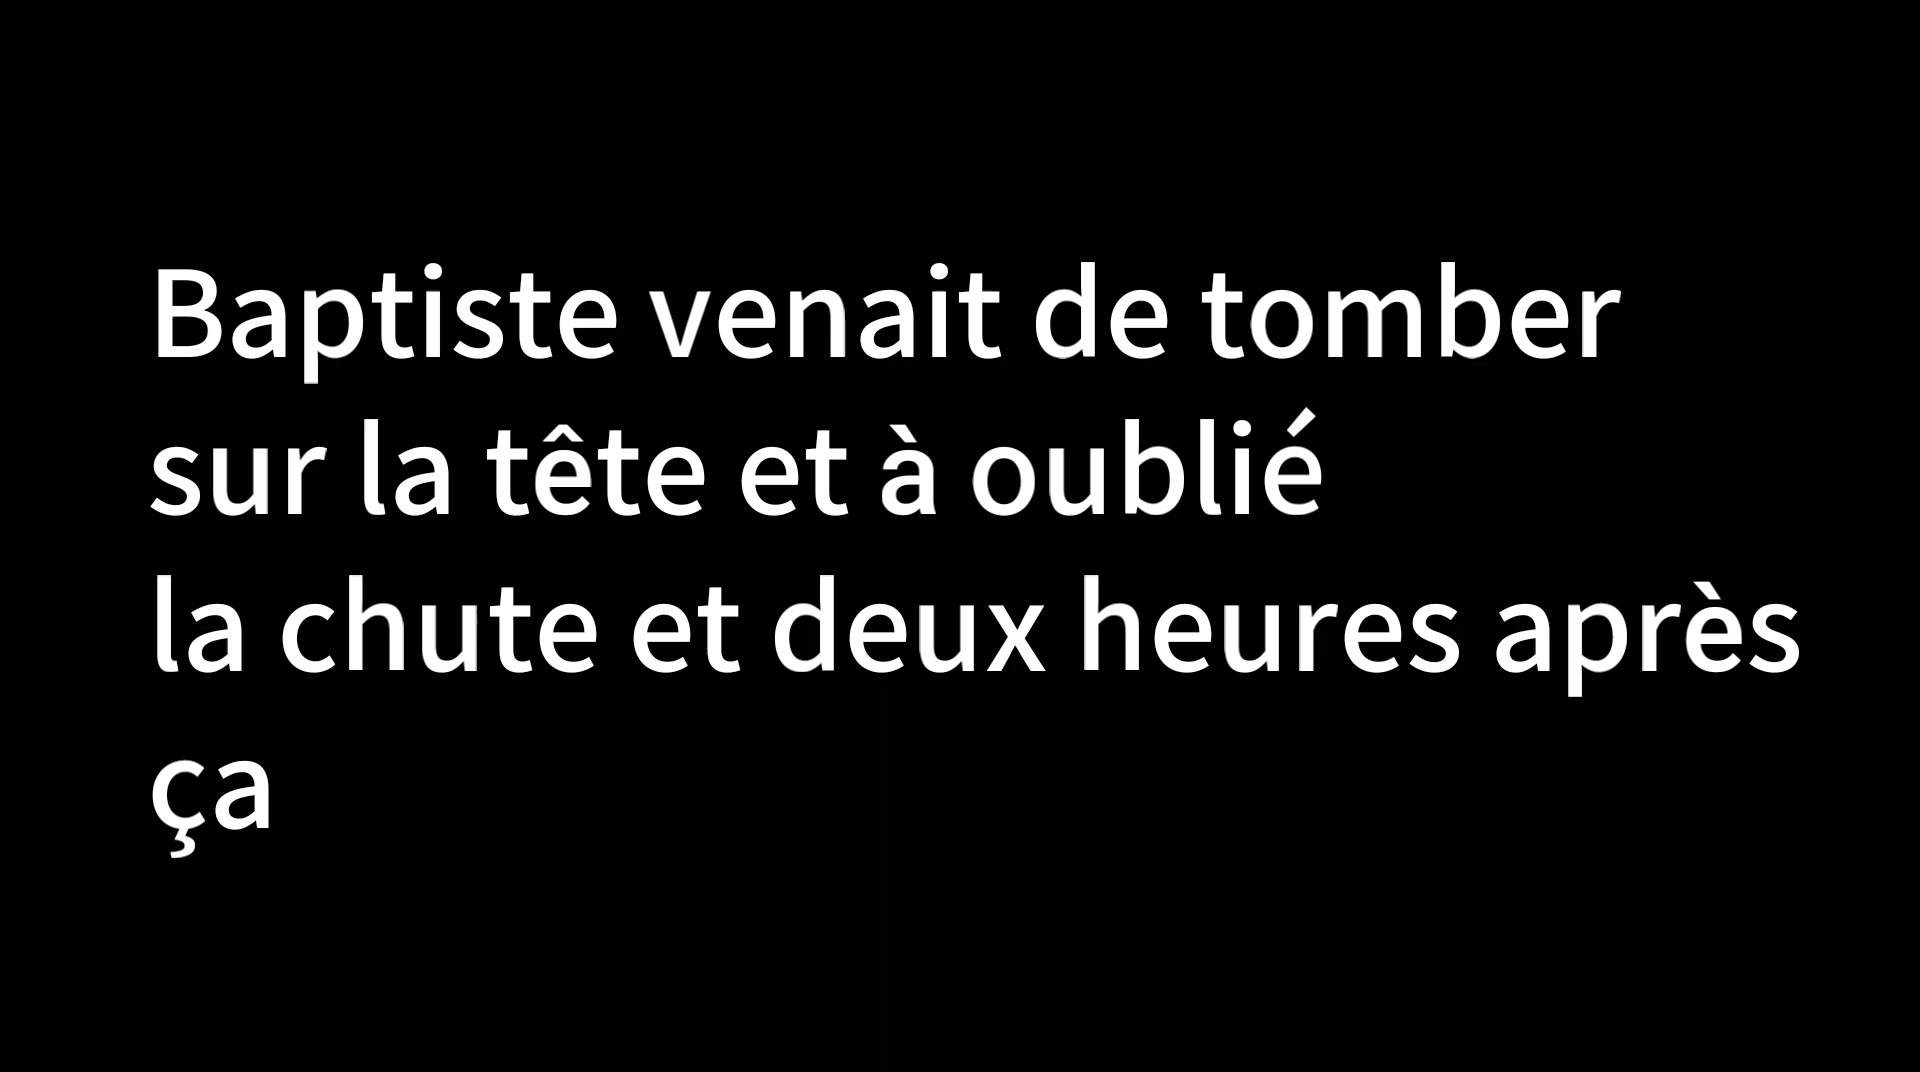 Baptiste venait de tomber
sur la tête et à oublié
la chute et deux heures après
ça